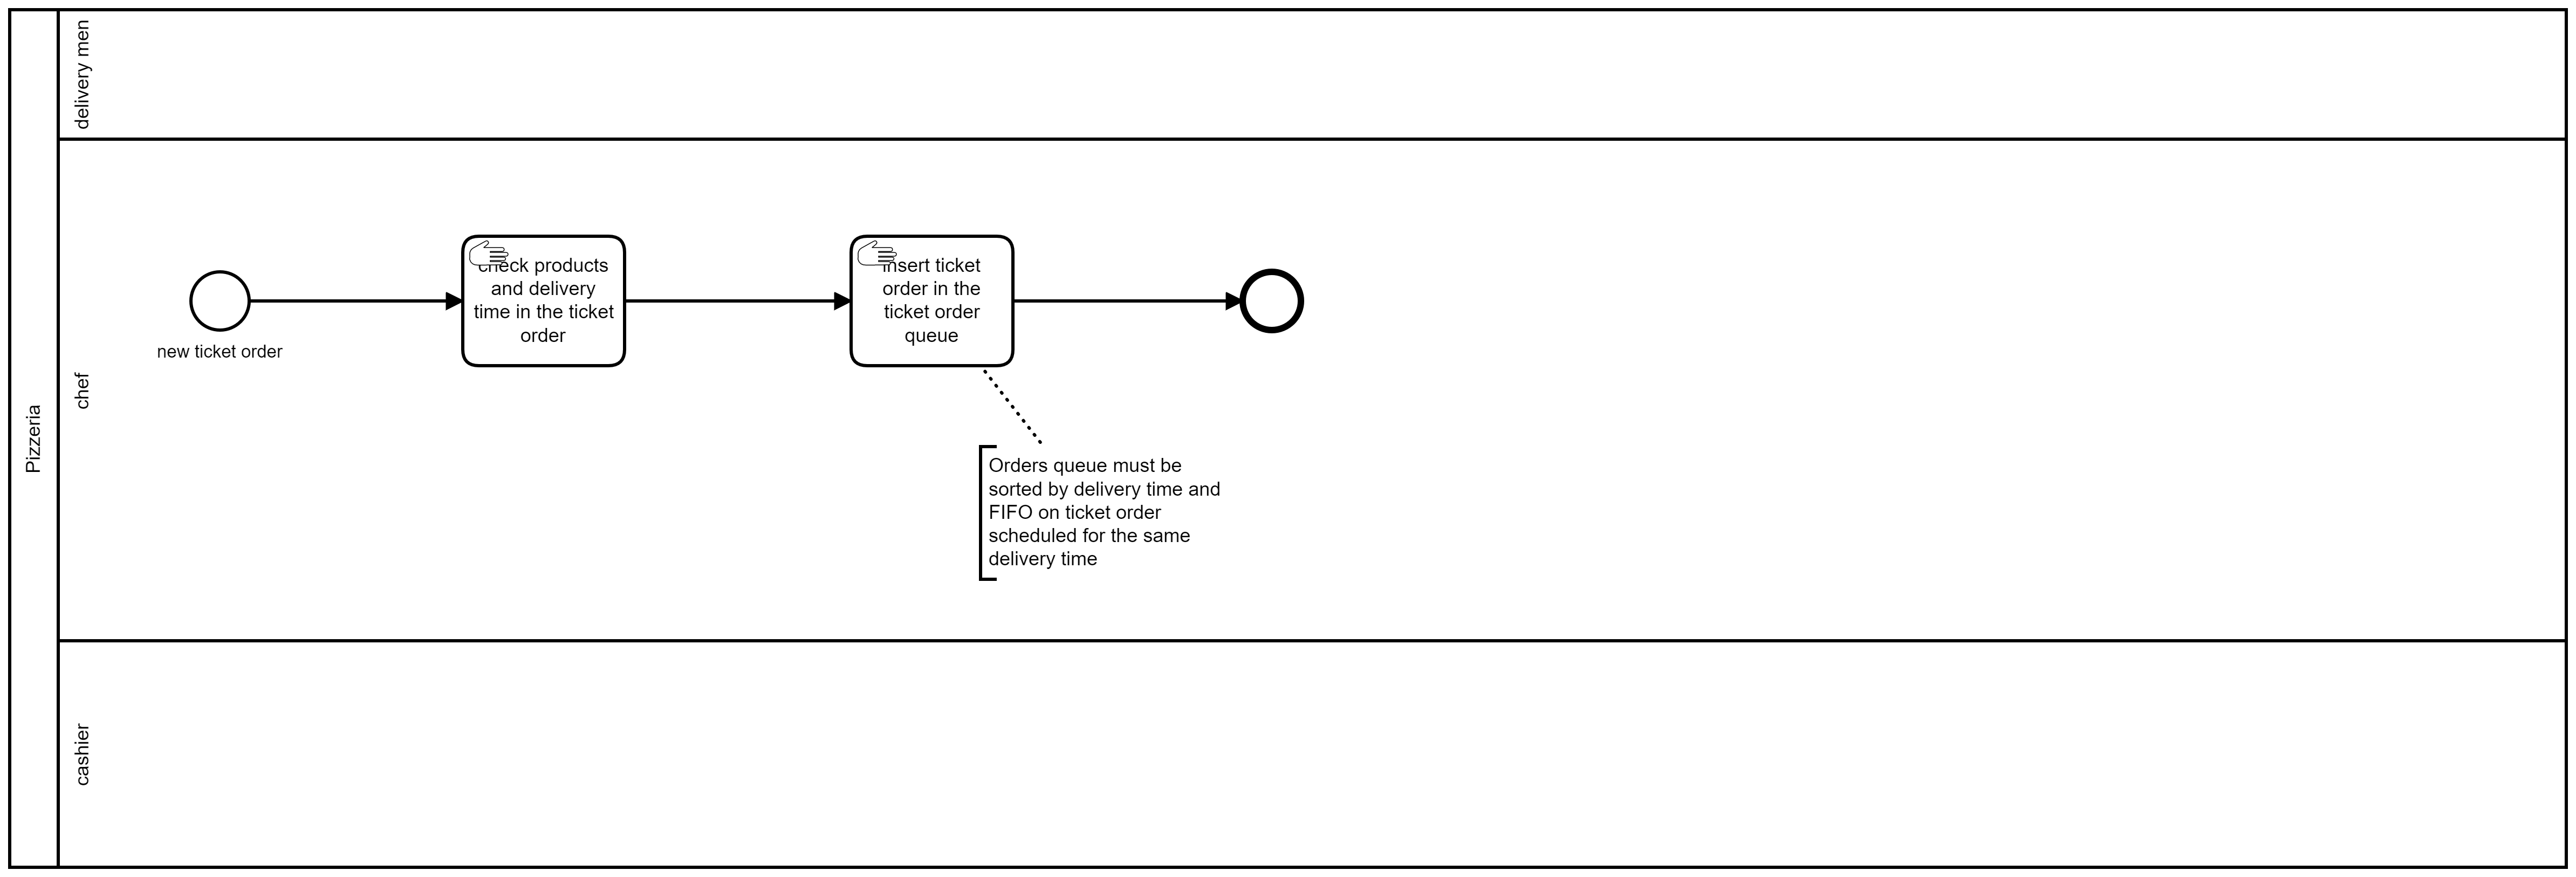 Pizzeria
delivery men
chef
new ticket order
check products
and delivery
time in the ticket
order
insert ticket
order in the
ticket order
queue
Orders queue must be
sorted by delivery time and
FIFO on ticket order
scheduled for the same
delivery time
cashier